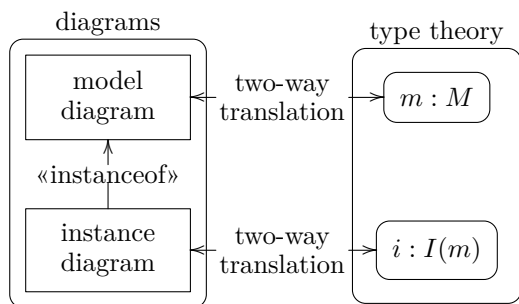 diagrams
type theory
model
diagram
two-way
translation
m : M
«instanceof»
instance
diagram
two-way
translation
i : I(m)